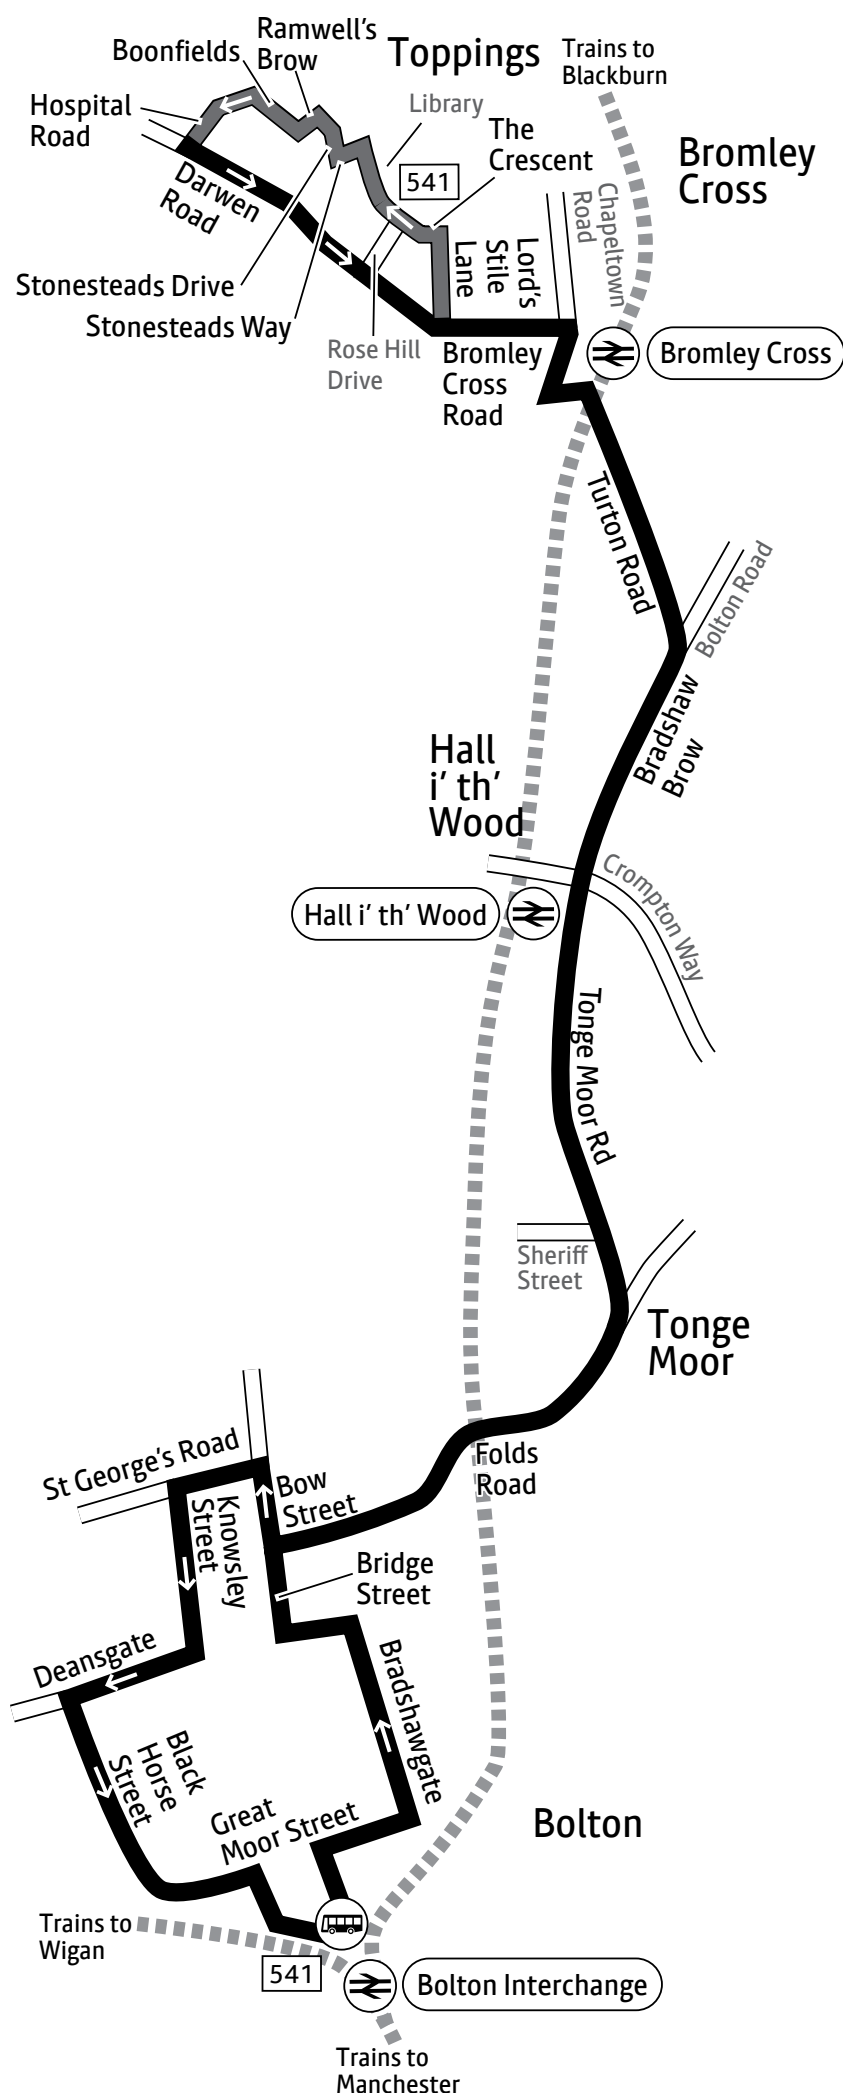 Ramwell’s
Brow
Boonfields
Toppings
Trains to
Blackburn
Hospital
Road
Library
The
Crescent
Bromley
Cross
541
Darwen
Road
Chapeltown
Road
Lord’s
Stile
Lane
Stonesteads Drive
Stonesteads Way
Rose Hill
Drive
Bromley
Cross
Road
Bromley Cross
Turton Road
Bolton Road
Bradshaw
Brow
Hall
i’ th’
Wood
Crompton Way
Hall i’ th’ Wood
Tonge Moor Rd
Sheriff
Street
Tonge
Moor
Folds
Road
St George’s Road
Bow
Street
Knowsley
Street
Bridge
Street
Deansgate
Bradshawgate
Black
Horse
Street
Great
Moor Street
Bolton
Trains to
Wigan
541
Bolton Interchange
Trains to
Manchester